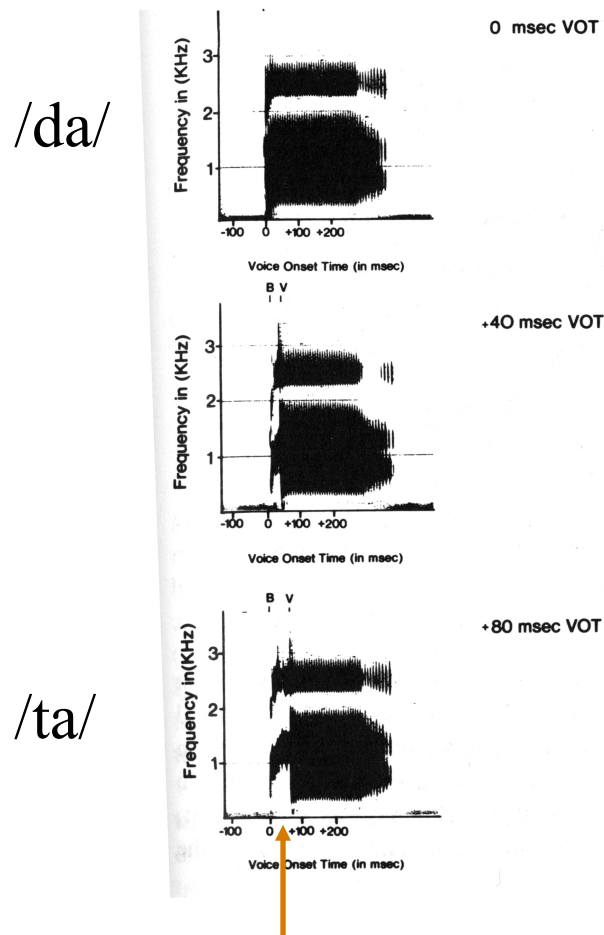 0 msec VOT
/da/
Frequency in (KHz)
3
2
1
-100 0 +100 +200
Voice Onset Time (in msec)
B V
+40 msec VOT
Frequency in (KHz)
3
2
1
-100 0 +100 +200
Voice Onset Time (in msec)
B V
+80 msec VOT
/ta/
Frequency in(KHz)
3
2
1
-100 0 +100 +200
Voice Onset Time (in msec)